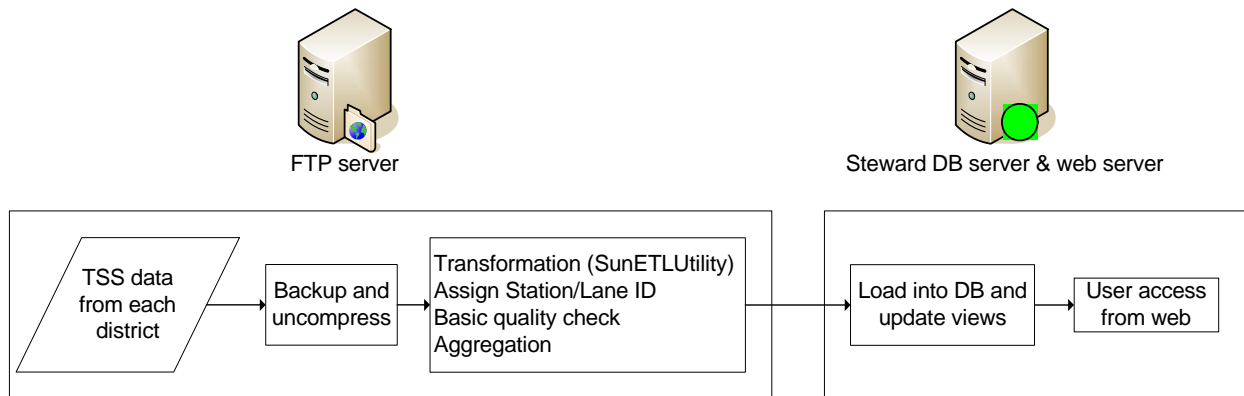 FTP server
Steward DB server & web server
TSS data
from each
district
Backup and
uncompress
Transformation (SunETLUtility)
Assign Station/Lane ID
Basic quality check
Aggregation
Load into DB and
update views
User access
from web